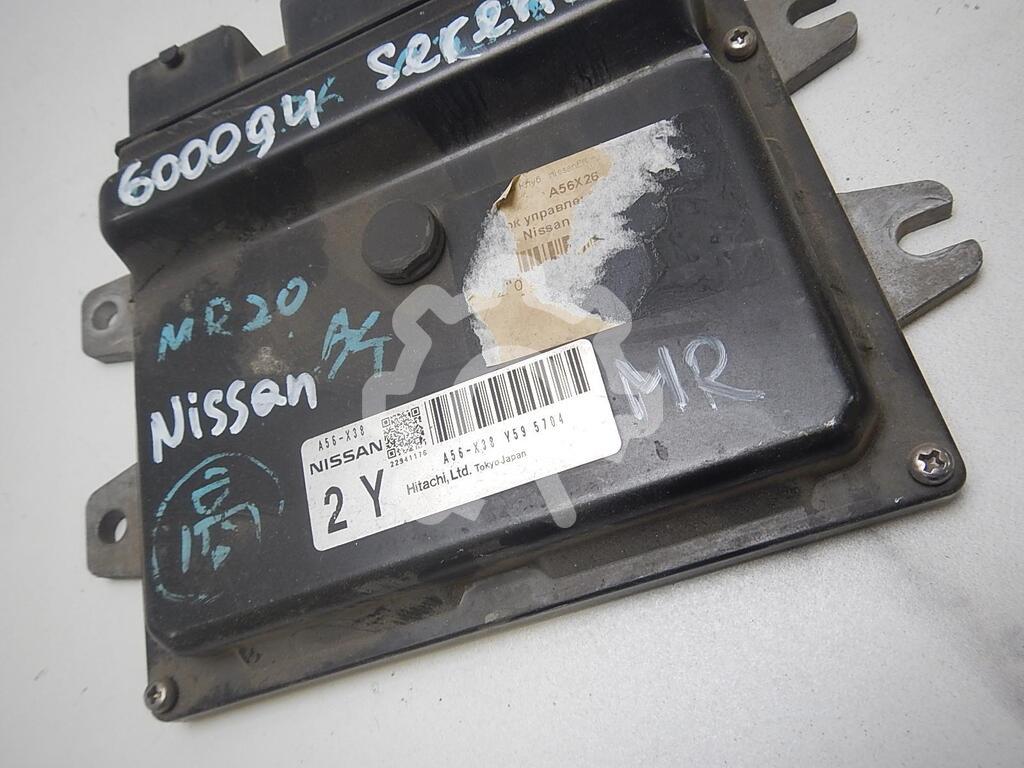 600094
Клуб
A56X26
ок управле
Nissan
MR20
A/T
Nissan
MR
A56-X38
NISSAN
22941176
A56-X38 Y59 5704
2 Y
Hitachi, Ltd. Tokyo Japan